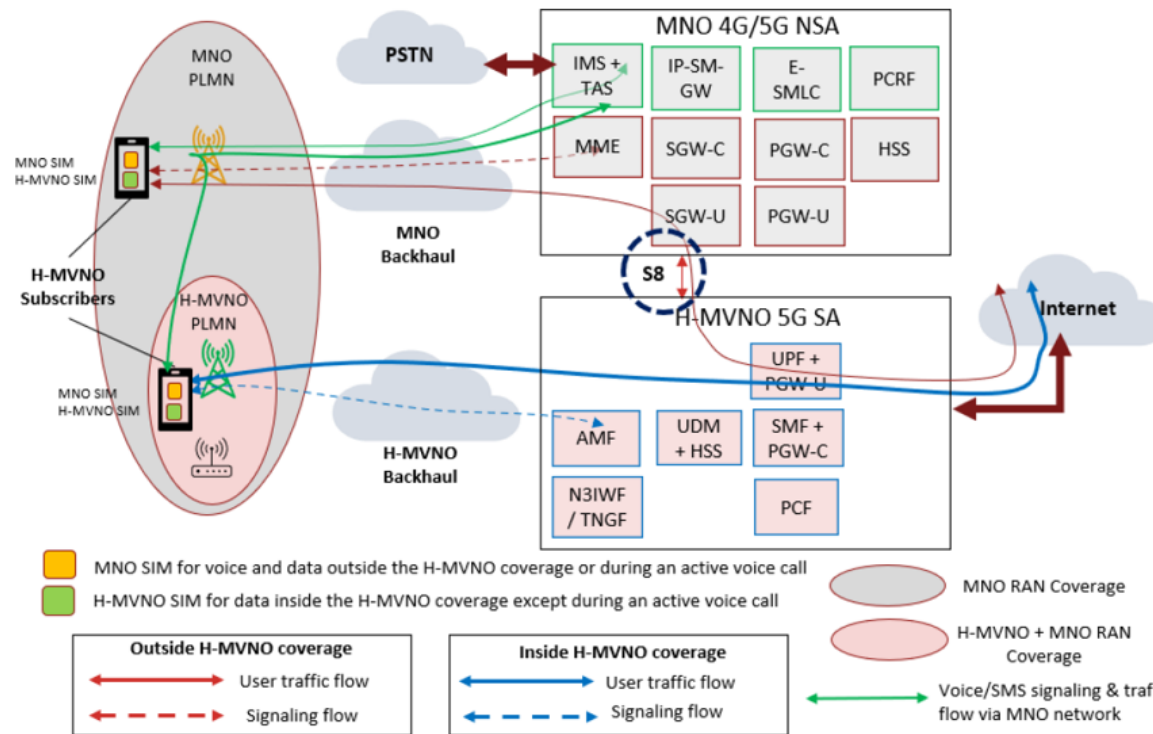 MNO 4G/5G NSA
MNO
PLMN
PSTN
IMS +
TAS
IP-SM-
GW
E-
SMLC
PCRF
MME
SGW-C
PGW-C
HSS
SGW-U
PGW-U
MNO SIM
H-MVNO SIM
MNO
Backhaul
H-MVNO
Subscribers
S8
H-MVNO
PLMN
H-MVNO 5G SA
Internet
UPF +
PGW-U
MNO SIM
H-MVNO SIM
AMF
UDM
+ HSS
SMF +
PGW-C
H-MVNO
Backhaul
N3IWF
/ TNGF
PCF
MNO SIM for voice and data outside the H-MVNO coverage or during an active voice call
H-MVNO SIM for data inside the H-MVNO coverage except during an active voice call
MNO RAN Coverage
H-MVNO + MNO RAN
Coverage
Outside H-MVNO coverage
User traffic flow
Signaling flow
Inside H-MVNO coverage
User traffic flow
Signaling flow
Voice/SMS signaling & traf
flow via MNO network